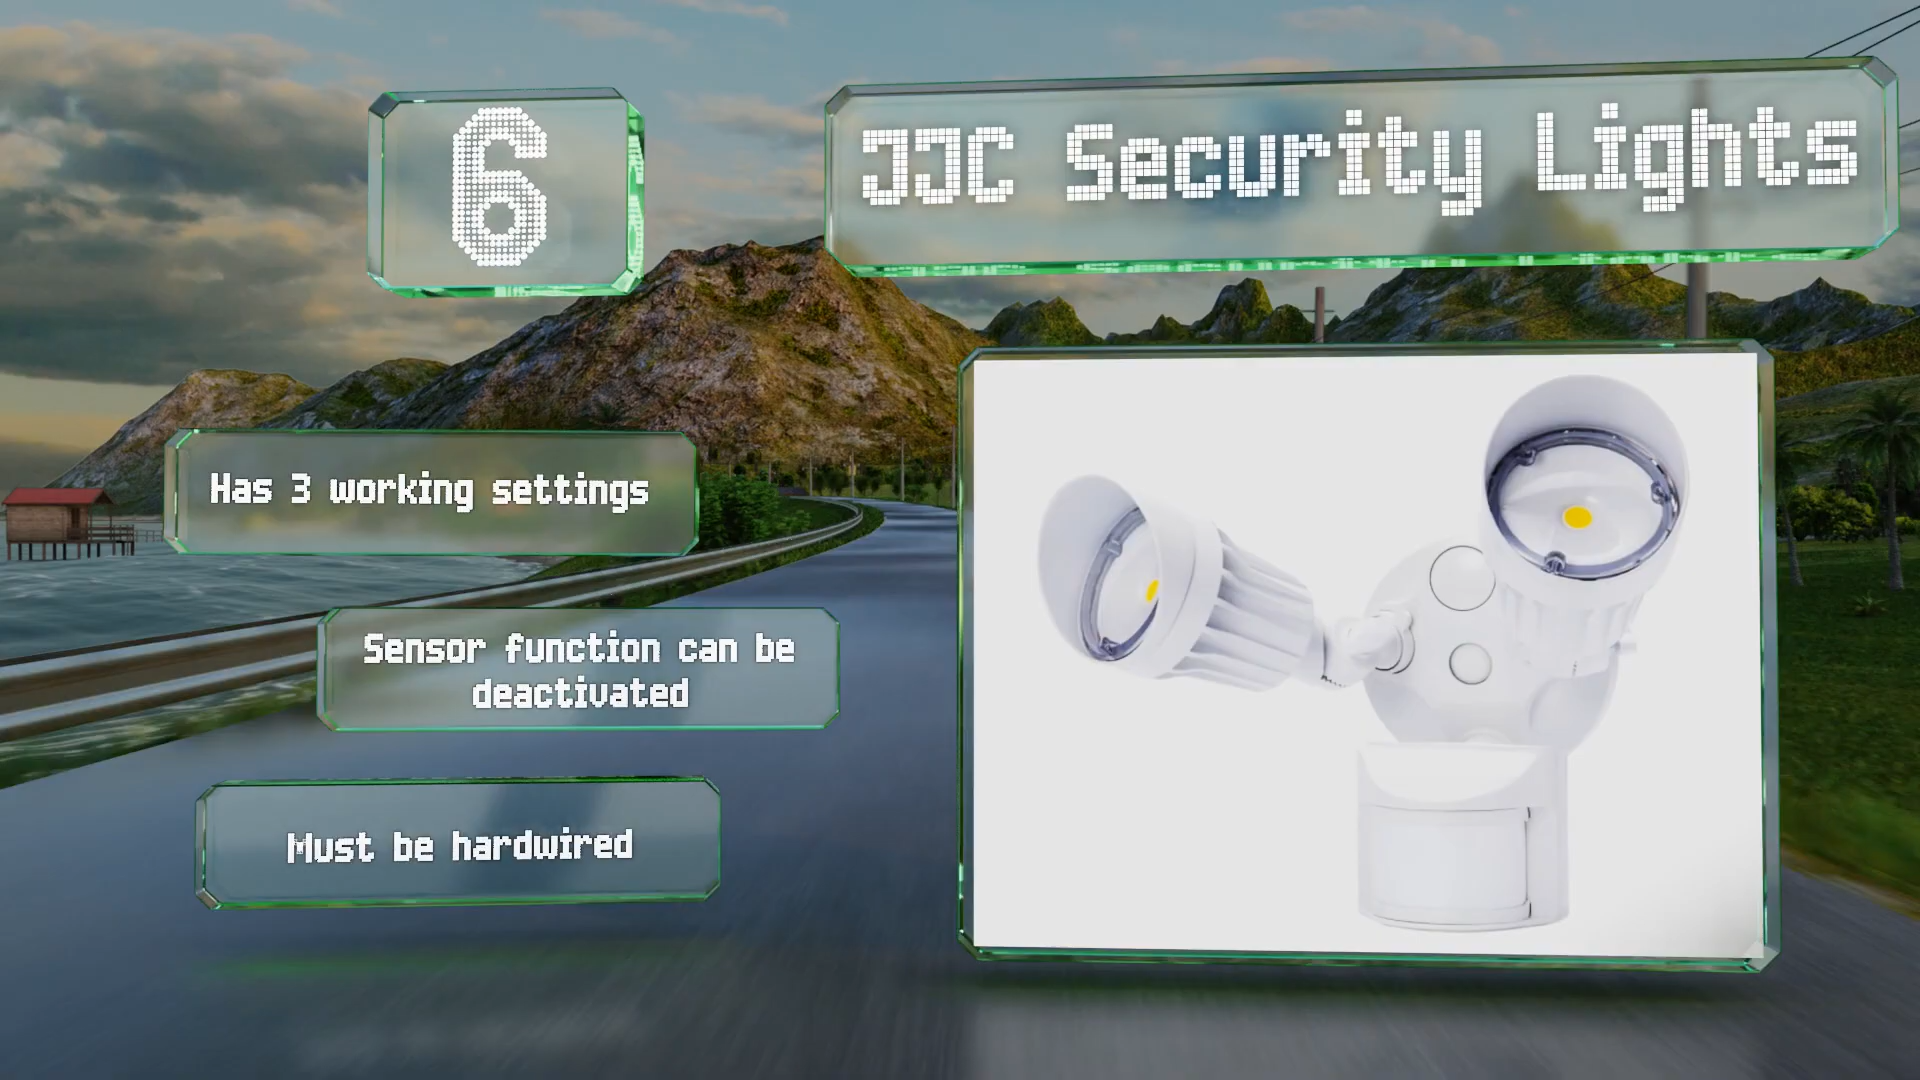 6
JJC Security Lights
Has 3 working settings
Sensor function can be
deactivated
Must be hardwired